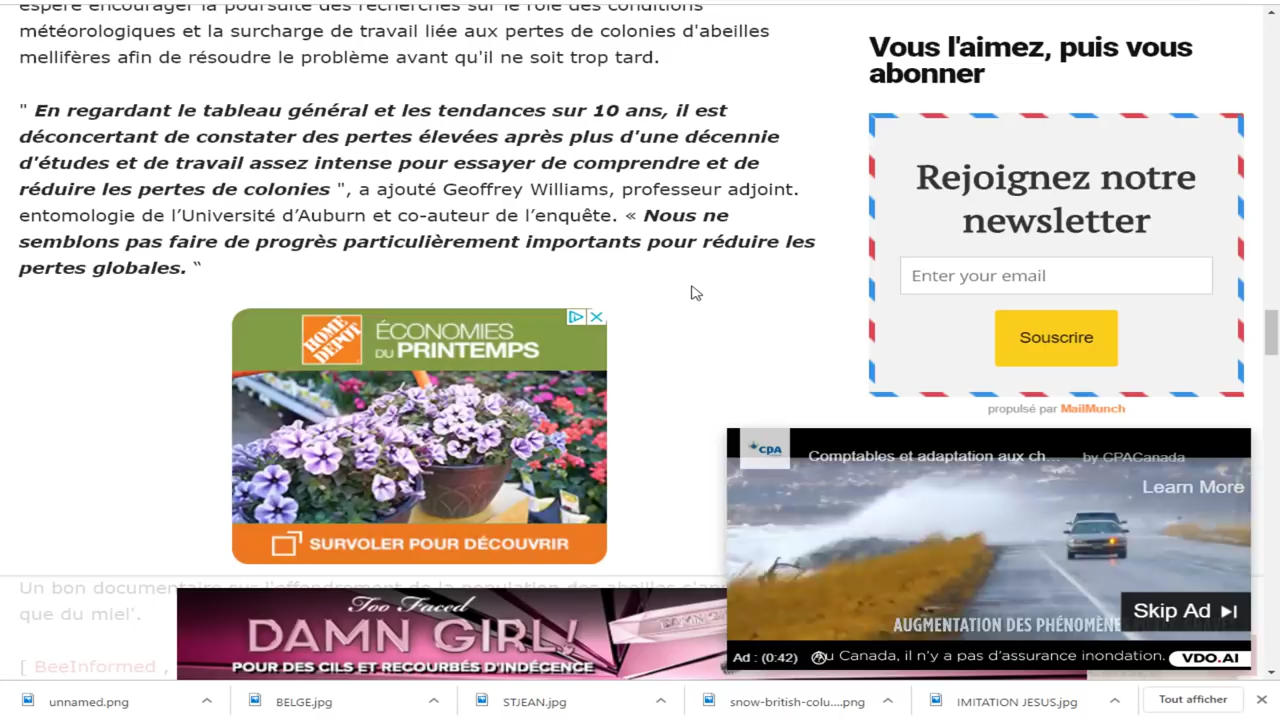 espère encourager la poursuite des recherches sur le rôle des conditions
météorologiques et la surcharge de travail liée aux pertes de colonies d'abeilles
mellifères afin de résoudre le problème avant qu'il ne soit trop tard.
" En regardant le tableau général et les tendances sur 10 ans, il est
déconcertant de constater des pertes élevées après plus d'une décennie
d'études et de travail assez intense pour essayer de comprendre et de
réduire les pertes de colonies ", a ajouté Geoffrey Williams, professeur adjoint.
entomologie de l’Université d’Auburn et co-auteur de l’enquête. « Nous ne
semblons pas faire de progrès particulièrement importants pour réduire les
pertes globales. “
THE HOME DEPOT
ÉCONOMIES
DU PRINTEMPS
SURVOLER POUR DÉCOUVRIR
Un bon documentaire sur l'effondrement de la population des abeilles
que du miel'.
[ BeeInformed ,
Too Faced
DAMN GIRL!
POUR DES CILS ET RECOURBÉS D'INDÉCENCE
Vous l'aimez, puis vous
abonner
Rejoignez notre
newsletter
Enter your email
Souscrire
propulsé par MailMunch
CPA
Comptables et adaptation aux ch... by CPACanada
Learn More
Skip Ad
AUGMENTATION DES PHÉNOMÈNE
Ad : (0:42) Au Canada, il n'y a pas d'assurance inondation. VDO.AI
unnamed.png
BELGE.jpg
STJEAN.jpg
snow-british-colu....png
IMITATION JESUS.jpg
Tout afficher